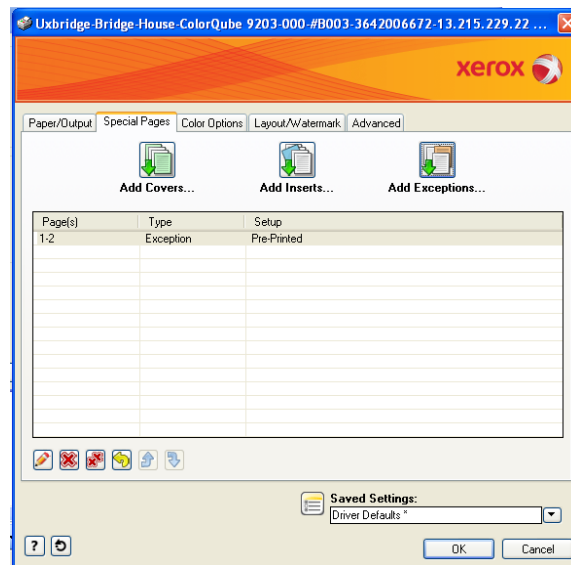 Uxbridge-Bridge-House-ColorQube 9203-000-#B003-3642006672-13.215.229.22 ...
xerox
Paper/Output Special Pages Color Options Layout/Watermark Advanced
Add Covers... Add Inserts... Add Exceptions...
Page(s) Type Setup
1-2 Exception Pre-Printed
Saved Settings:
Driver Defaults *
? OK Cancel